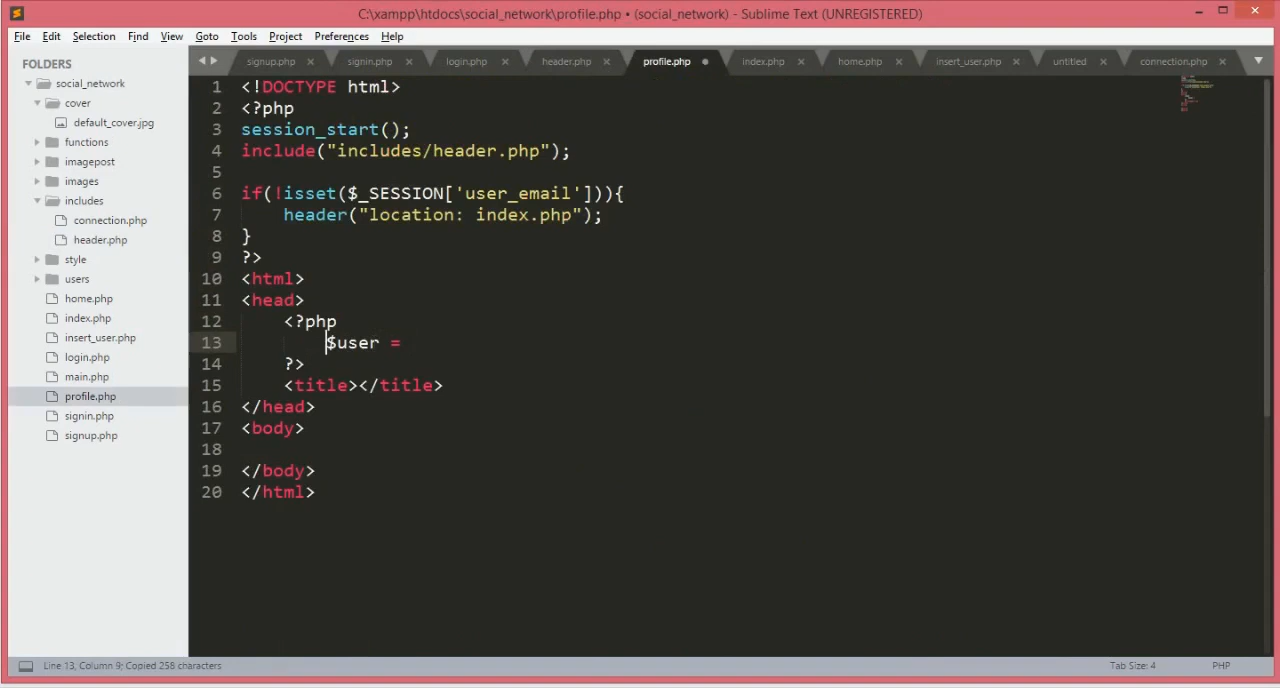 C:\xampp\htdocs\social_network\profile.php • (social_network) - Sublime Text (UNREGISTERED)
File Edit Selection Find View Goto Tools Project Preferences Help
signup.php signin.php login.php header.php profile.php index.php home.php insert_user.php untitled connection.php
FOLDERS
social_network
cover
default_cover.jpg
functions
imagepost
images
includes
connection.php
header.php
style
users
home.php
index.php
insert_user.php
login.php
main.php
profile.php
signin.php
signup.php
1 <!DOCTYPE html>
2 <?php
3 session_start();
4 include("includes/header.php");
5
6 if(!isset($_SESSION['user_email'])){
7 header("location: index.php");
8 }
9 ?>
10 <html>
11 <head>
12 <?php
13 $user =
14 ?>
15 <title></title>
16 </head>
17 <body>
18
19 </body>
20 </html>
Line 13, Column 9; Copied 258 characters Tab Size: 4 PHP